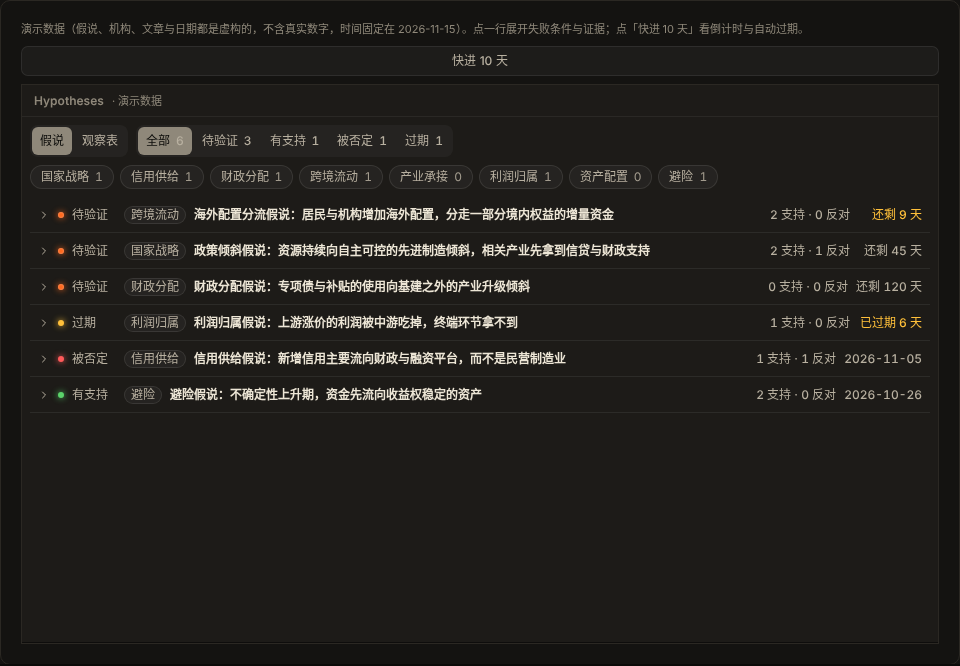 演示数据（假说、机构、文章与日期都是虚构的，不含真实数字，时间固定在 2026-11-15）。点一行展开失败条件与证据；点「快进 10 天」看倒计时与自动过期。
快进 10 天
Hypotheses · 演示数据
假说 观察表 全部 6 待验证 3 有支持 1 被否定 1 过期 1
国家战略 1 信用供给 1 财政分配 1 跨境流动 1 产业承接 0 利润归属 1 资产配置 0 避险 1
待验证 跨境流动 海外配置分流假说：居民与机构增加海外配置，分走一部分境内权益的增量资金 2 支持 · 0 反对 还剩 9 天
待验证 国家战略 政策倾斜假说：资源持续向自主可控的先进制造倾斜，相关产业先拿到信贷与财政支持 2 支持 · 1 反对 还剩 45 天
待验证 财政分配 财政分配假说：专项债与补贴的使用向基建之外的产业升级倾斜 0 支持 · 0 反对 还剩 120 天
过期 利润归属 利润归属假说：上游涨价的利润被中游吃掉，终端环节拿不到 1 支持 · 0 反对 已过期 6 天
被否定 信用供给 信用供给假说：新增信用主要流向财政与融资平台，而不是民营制造业 1 支持 · 1 反对 2026-11-05
有支持 避险 避险假说：不确定性上升期，资金先流向收益权稳定的资产 2 支持 · 0 反对 2026-10-26